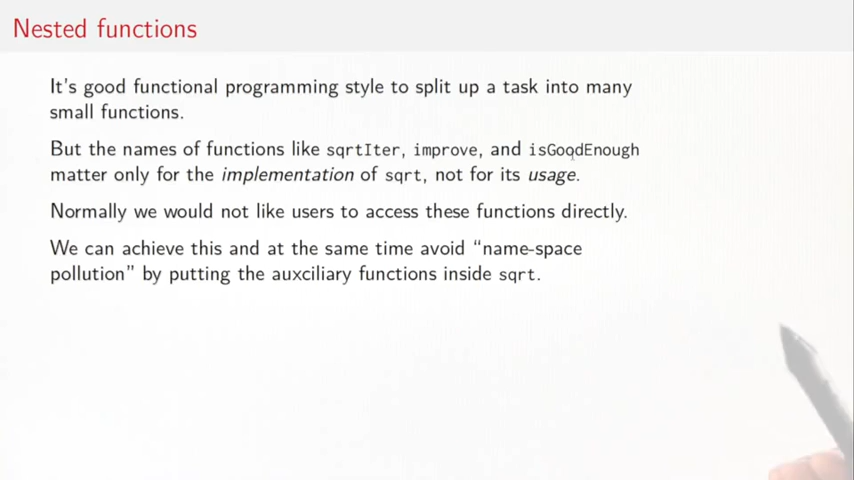 Nested functions
It's good functional programming style to split up a task into many
small functions.
But the names of functions like sqrtIter, improve, and isGoodEnough
matter only for the implementation of sqrt, not for its usage.
Normally we would not like users to access these functions directly.
We can achieve this and at the same time avoid “name-space
pollution” by putting the auxciliary functions inside sqrt.